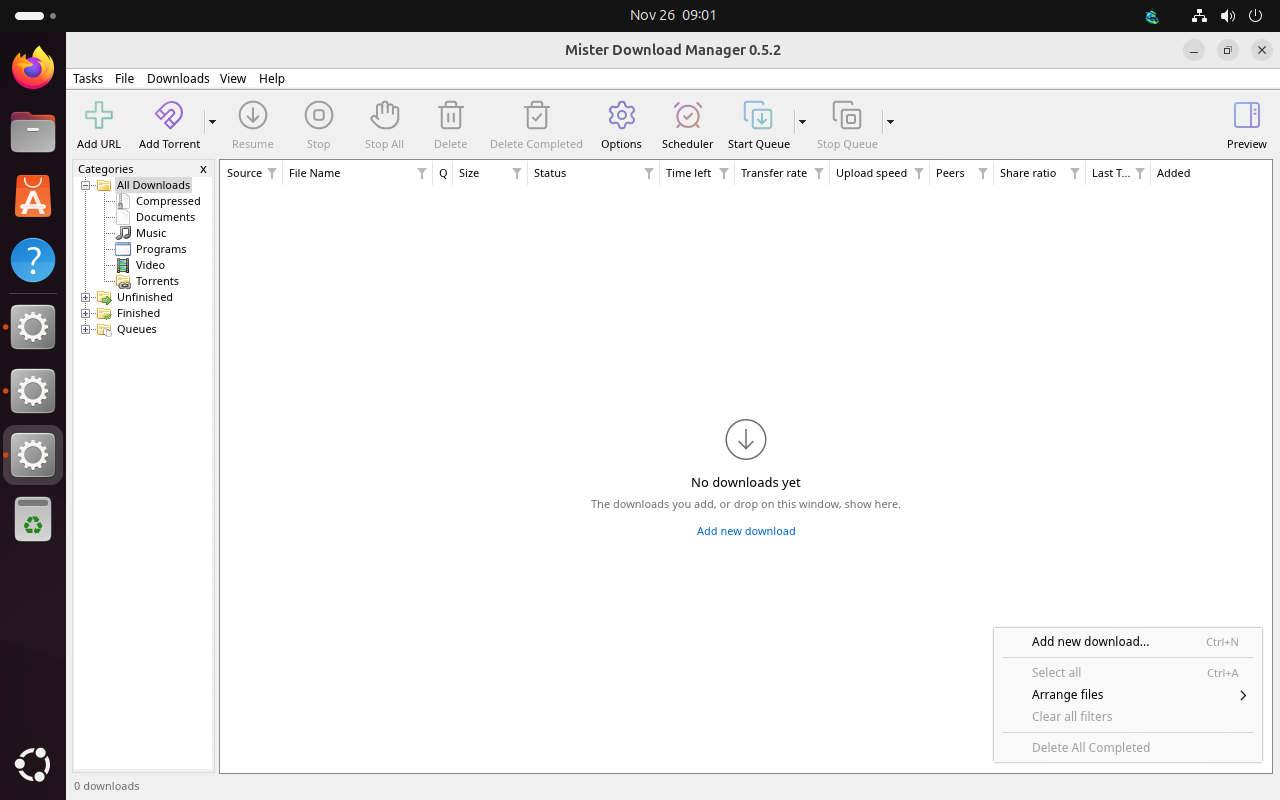 Nov 26 09:01
Mister Download Manager 0.5.2
Tasks File Downloads View Help
Add URL Add Torrent Resume Stop Stop All Delete Delete Completed Options Scheduler Start Queue Stop Queue Preview
Categories x
All Downloads
Compressed
Documents
Music
Programs
Video
Torrents
Unfinished
Finished
Queues
Source File Name Q Size Status Time left Transfer rate Upload speed Peers Share ratio Last T... Added
No downloads yet
The downloads you add, or drop on this window, show here.
Add new download
Add new download... Ctrl+N
Select all Ctrl+A
Arrange files
Clear all filters
Delete All Completed
0 downloads